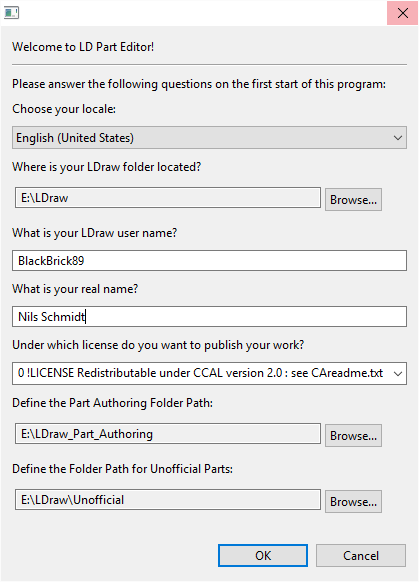 Welcome to LD Part Editor!
Please answer the following questions on the first start of this program:
Choose your locale:
English (United States)
Where is your LDraw folder located?
E:\LDraw
Browse...
What is your LDraw user name?
BlackBrick89
What is your real name?
Nils Schmidt
Under which license do you want to publish your work?
0 !LICENSE Redistributable under CCAL version 2.0 : see CAreadme.txt
Define the Part Authoring Folder Path:
E:\LDraw_Part_Authoring
Browse...
Define the Folder Path for Unofficial Parts:
E:\LDraw\Unofficial
Browse...
OK
Cancel